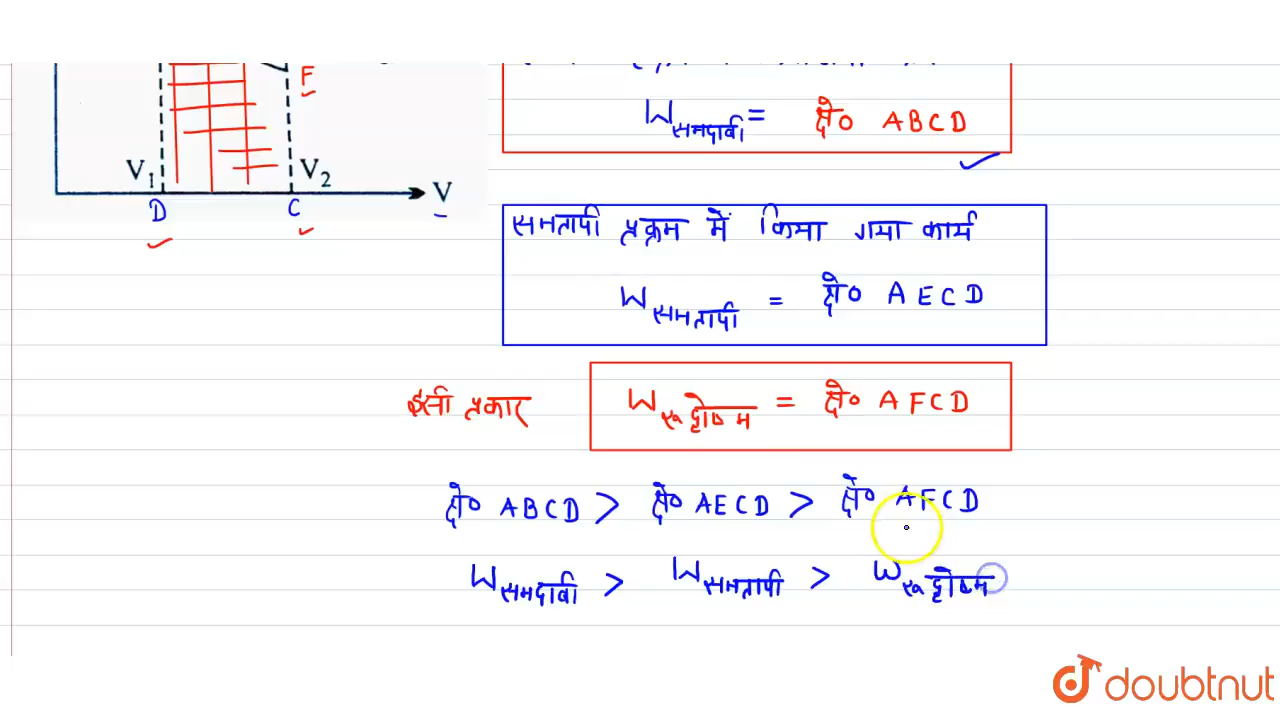 F
W समदाबी = क्षे० ABCD
V₁ V₂ V
D C
समतापी प्रक्रम में किया गया कार्य
W समतापी = क्षे० AECD
इसी प्रकार W रुद्धोष्म = क्षे० AFCD
क्षे० ABCD > क्षे० AECD > क्षे० AFCD
W समदाबी > W समतापी > W रुद्धोष्म
doubtnut